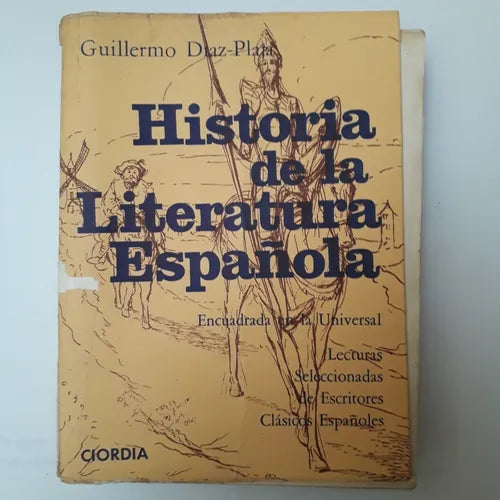 Guillermo Díaz-Plaja
Historia
de la
Literatura
Española
Encuadrada en la Universal
Lecturas
Seleccionadas
de Escritores
Clásicos Españoles
CIORDIA